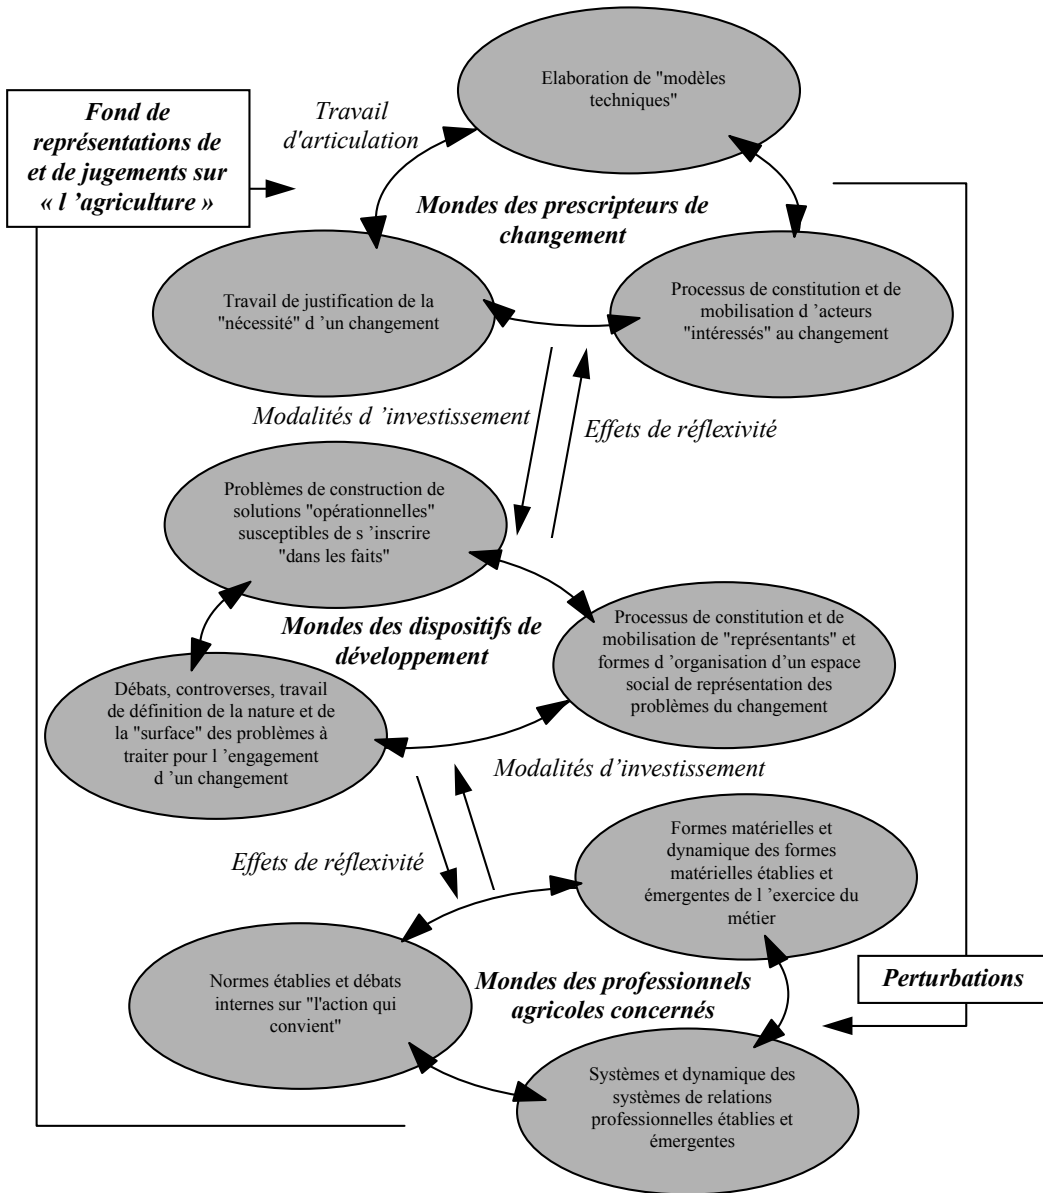 Elaboration de "modèles
techniques"
Fond de
représentations de
et de jugements sur
« l ’agriculture »
Travail
d'articulation
Mondes des prescripteurs de
changement
Travail de justification de la
"nécessité" d ’un changement
Processus de constitution et de
mobilisation d ’acteurs
"intéressés" au changement
Modalités d ’investissement
Effets de réflexivité
Problèmes de construction de
solutions "opérationnelles"
susceptibles de s ’inscrire
"dans les faits"
Mondes des dispositifs de
développement
Processus de constitution et de
mobilisation de "représentants" et
formes d ’organisation d’un espace
social de représentation des
problèmes du changement
Débats, controverses, travail
de définition de la nature et de
la "surface" des problèmes à
traiter pour l ’engagement
d ’un changement
Modalités d’investissement
Effets de réflexivité
Formes matérielles et
dynamique des formes
matérielles établies et
émergentes de l ’exercice du
métier
Normes établies et débats
internes sur "l'action qui
convient"
Mondes des professionnels
agricoles concernés
Perturbations
Systèmes et dynamique des
systèmes de relations
professionnelles établies et
émergentes